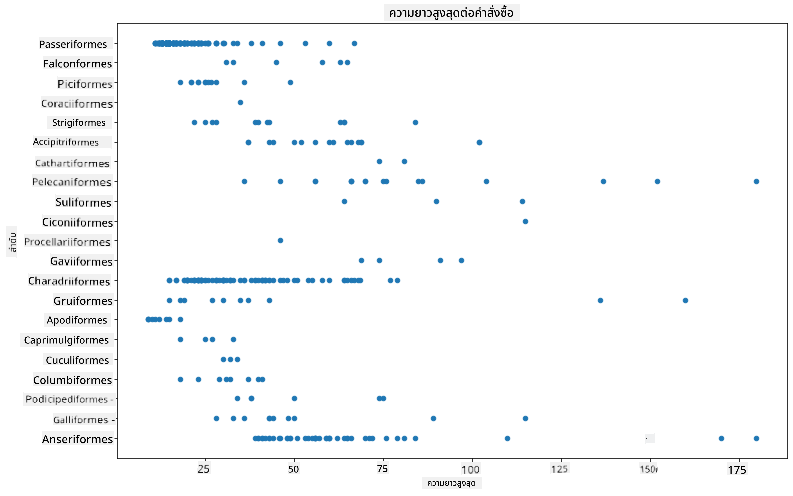 ความยาวสูงสุดต่อคำสั่งซื้อ
Passeriformes
Falconformes
Piciformes
Coraciiformes
Strigiformes
Accipitriformes
Cathartiformes
Pelecaniformes
Suliformes
Ciconiiformes
ลำดับ
Procellariiformes
Gaviiformes
Charadriiformes
Gruiformes
Apodiformes
Caprimulgiformes
Cuculiformes
Columbiformes
Podicipediformes
Galliformes
Anseriformes
25 50 75 100 125 150 175
ความยาวสูงสุด